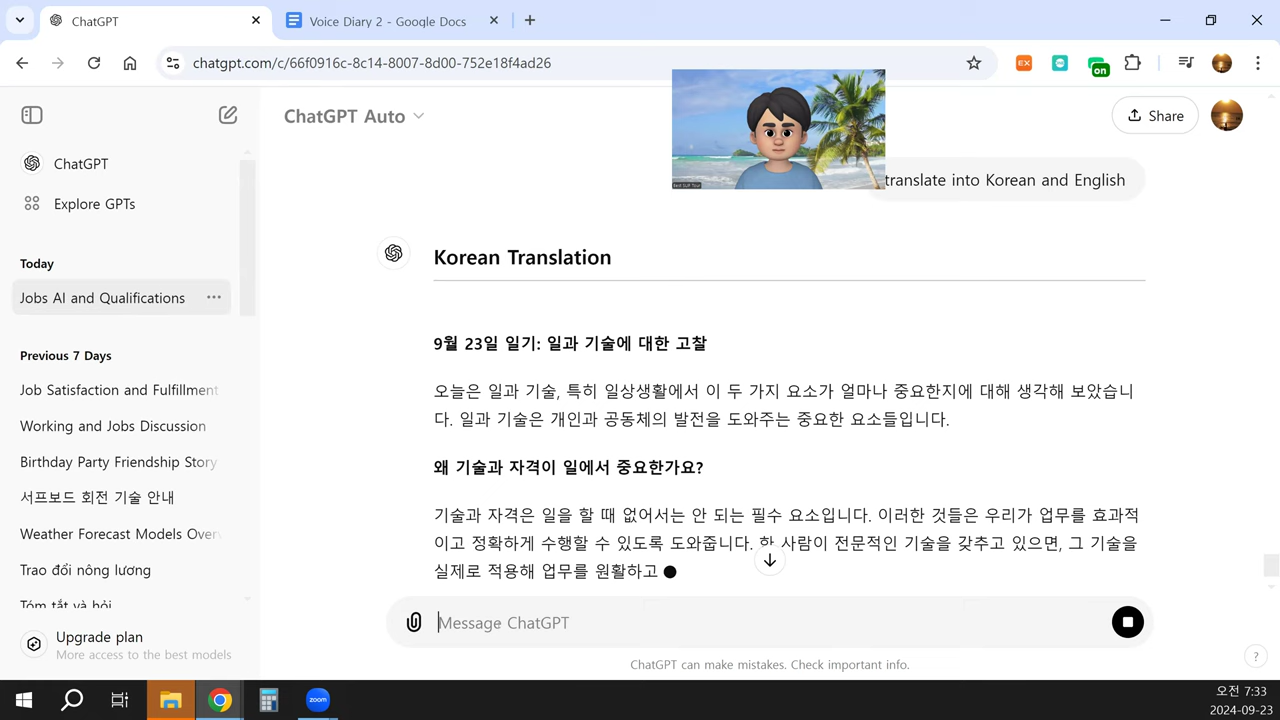 ChatGPT
Voice Diary 2 - Google Docs
chatgpt.com/c/66f0916c-8c14-8007-8d00-752e18f4ad26
EX
on
ChatGPT Auto
Share
ChatGPT
Explore GPTs
Today
Jobs AI and Qualifications
Previous 7 Days
Job Satisfaction and Fulfillment
Working and Jobs Discussion
Birthday Party Friendship Story
서프보드 회전 기술 안내
Weather Forecast Models Over
Trao đổi nông lương
Tóm tắt và hỏi
Upgrade plan
More access to the best models
translate into Korean and English
Korean Translation
9월 23일 일기: 일과 기술에 대한 고찰
오늘은 일과 기술, 특히 일상생활에서 이 두 가지 요소가 얼마나 중요한지에 대해 생각해 보았습니
다. 일과 기술은 개인과 공동체의 발전을 도와주는 중요한 요소들입니다.
왜 기술과 자격이 일에서 중요한가요?
기술과 자격은 일을 할 때 없어서는 안 되는 필수 요소입니다. 이러한 것들은 우리가 업무를 효과적
이고 정확하게 수행할 수 있도록 도와줍니다. 한 사람이 전문적인 기술을 갖추고 있으면, 그 기술을
실제로 적용해 업무를 원활하고
Message ChatGPT
ChatGPT can make mistakes. Check important info.
?
zoom
오전 7:33
2024-09-23